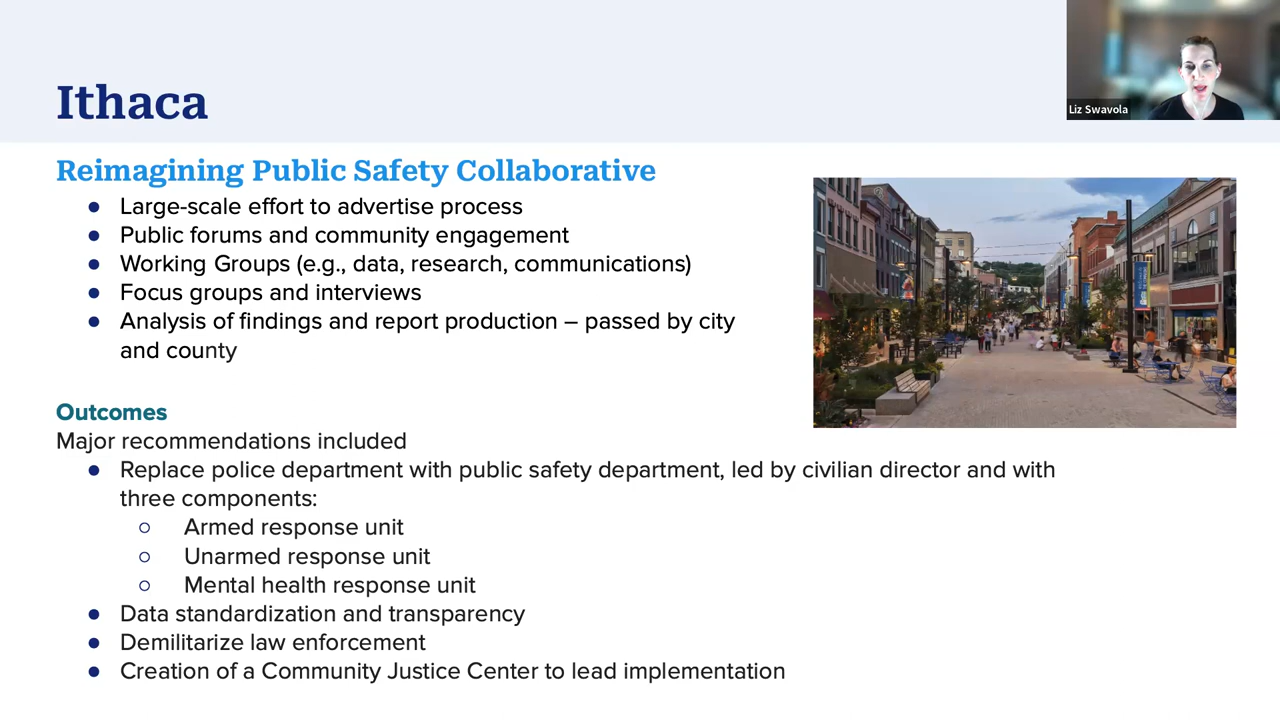 Ithaca
Liz Swavola
Reimagining Public Safety Collaborative
● Large-scale effort to advertise process
● Public forums and community engagement
● Working Groups (e.g., data, research, communications)
● Focus groups and interviews
● Analysis of findings and report production – passed by city
and county
Outcomes
Major recommendations included
● Replace police department with public safety department, led by civilian director and with
three components:
○ Armed response unit
○ Unarmed response unit
○ Mental health response unit
● Data standardization and transparency
● Demilitarize law enforcement
● Creation of a Community Justice Center to lead implementation